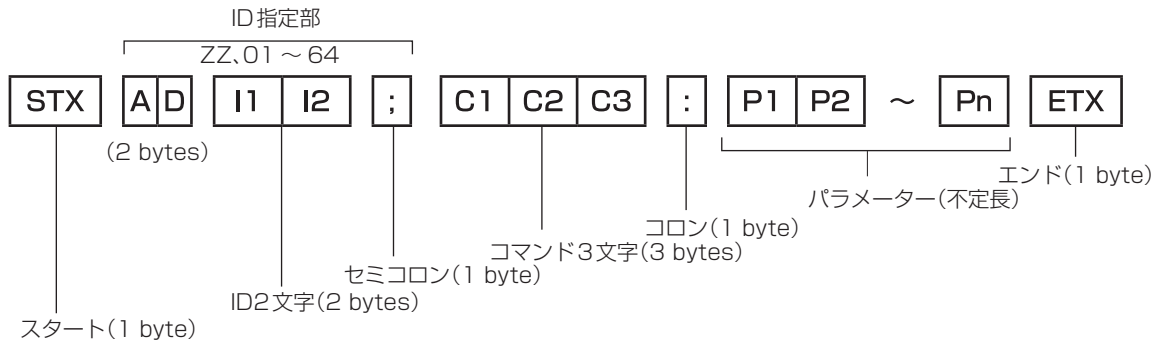 ID指定部
ZZ、01～64
STX AD I1 I2 ; C1 C2 C3 : P1 P2 ～ Pn ETX
(2 bytes)
エンド(1 byte)
パラメーター(不定長)
コロン(1 byte)
コマンド3文字(3 bytes)
セミコロン(1 byte)
ID2文字(2 bytes)
スタート(1 byte)